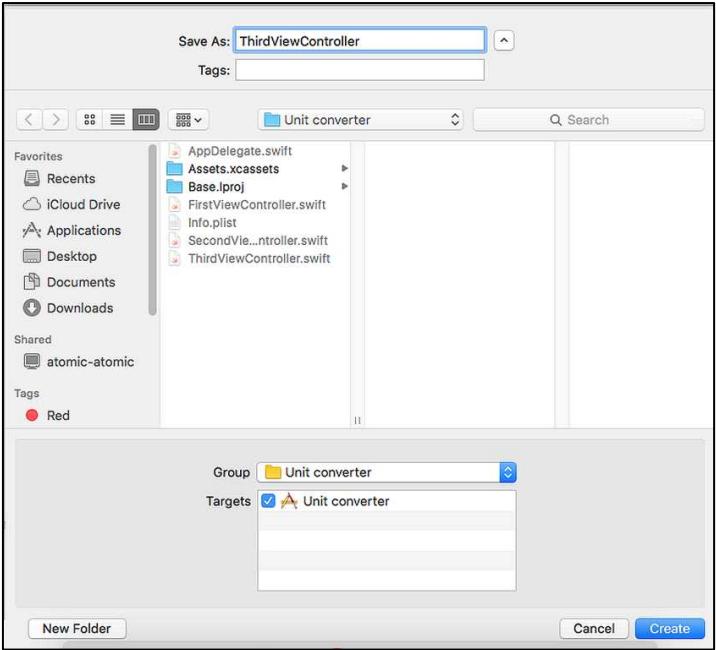 Save As: ThirdViewController
Tags:
Unit converter
Search
Favorites
Recents
iCloud Drive
Applications
Desktop
Documents
Downloads
Shared
atomic-atomic
Tags
Red
AppDelegate.swift
Assets.xcassets
Base.lproj
FirstViewController.swift
Info.plist
SecondVie...ntroller.swift
ThirdViewController.swift
Group Unit converter
Targets Unit converter
New Folder
Cancel
Create